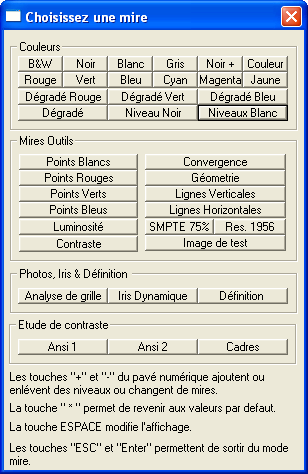 Choisissez une mire
Couleurs
B&W Noir Blanc Gris Noir + Couleur
Rouge Vert Bleu Cyan Magenta Jaune
Dégradé Rouge Dégradé Vert Dégradé Bleu
Dégradé Niveau Noir Niveaux Blanc
Mires Outils
Points Blancs Convergence
Points Rouges Géometrie
Points Verts Lignes Verticales
Points Bleus Lignes Horizontales
Luminosité SMPTE 75% Res. 1956
Contraste Image de test
Photos, Iris & Définition
Analyse de grille Iris Dynamique Définition
Etude de contraste
Ansi 1 Ansi 2 Cadres
Les touches "+" et "-" du pavé numérique ajoutent ou
enlévent des niveaux ou changent de mires.
La touche " * " permet de revenir aux valeurs par defaut.
La touche ESPACE modifie l'affichage.
Les touches "ESC" et "Enter" permettent de sortir du mode
mire.